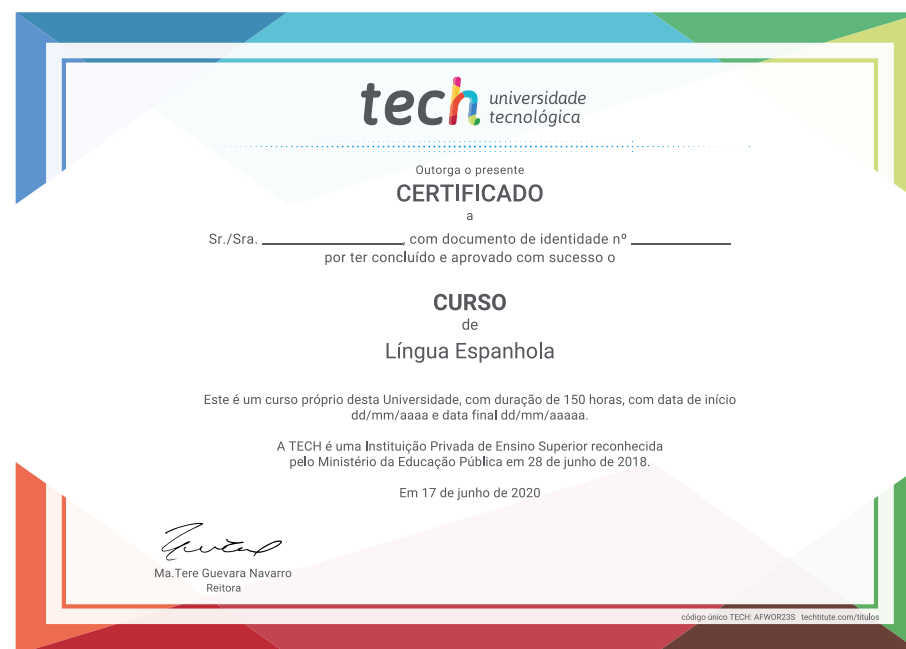 tech universidade
tecnológica
Outorga o presente
CERTIFICADO
a
Sr./Sra. ____________, com documento de identidade nº ____________
por ter concluído e aprovado com sucesso o
CURSO
de
Língua Espanhola
Este é um curso próprio desta Universidade, com duração de 150 horas, com data de início
dd/mm/aaaa e data final dd/mm/aaaaa.
A TECH é uma Instituição Privada de Ensino Superior reconhecida
pelo Ministério da Educação Pública em 28 de junho de 2018.
Em 17 de junho de 2020
Ma.Tere Guevara Navarro
Reitora
código único TECH: AFWOR23S techtitute.com/titulos